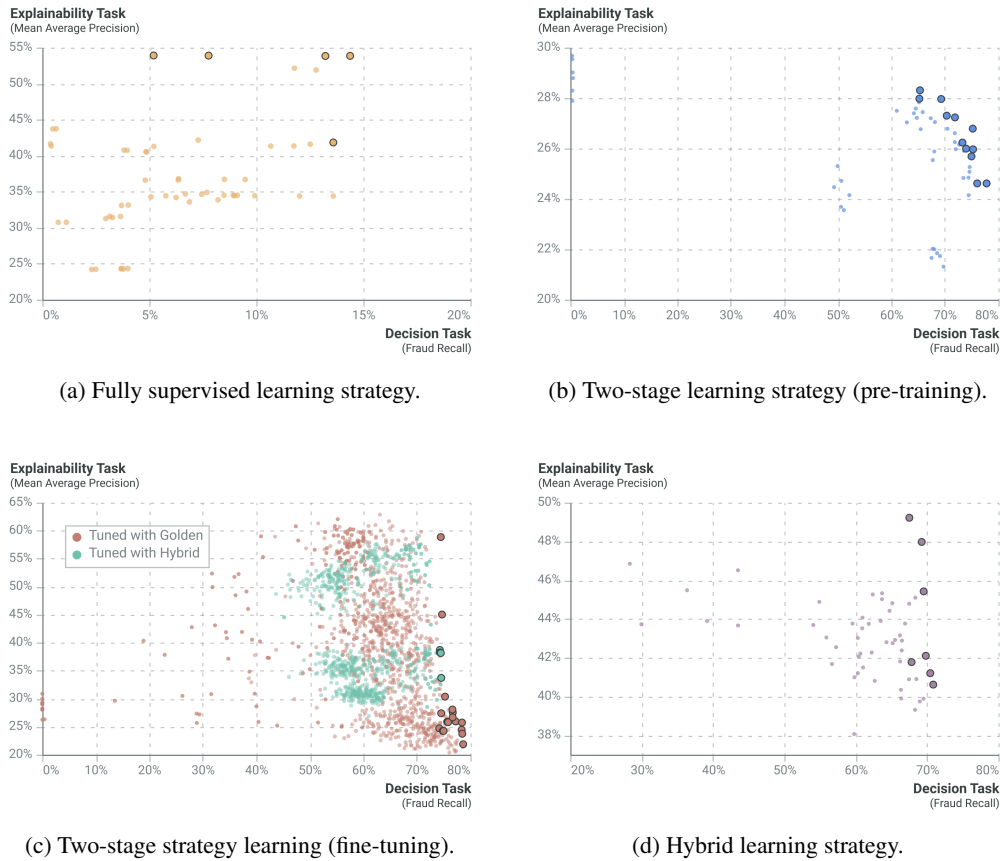 Explainability Task
(Mean Average Precision)
55%
50%
45%
40%
35%
30%
25%
20%
0%
5%
10%
15%
20%
Decision Task
(Fraud Recall)
(a) Fully supervised learning strategy.
Explainability Task
(Mean Average Precision)
30%
28%
26%
24%
22%
20%
0%
10%
20%
30%
40%
50%
60%
70%
80%
Decision Task
(Fraud Recall)
(b) Two-stage learning strategy (pre-training).
Explainability Task
(Mean Average Precision)
65%
60%
55%
50%
45%
40%
35%
30%
25%
20%
Tuned with Golden
Tuned with Hybrid
0%
10%
20%
30%
40%
50%
60%
70%
80%
Decision Task
(Fraud Recall)
(c) Two-stage strategy learning (fine-tuning).
Explainability Task
(Mean Average Precision)
50%
48%
46%
44%
42%
40%
38%
20%
30%
40%
50%
60%
70%
80%
Decision Task
(Fraud Recall)
(d) Hybrid learning strategy.